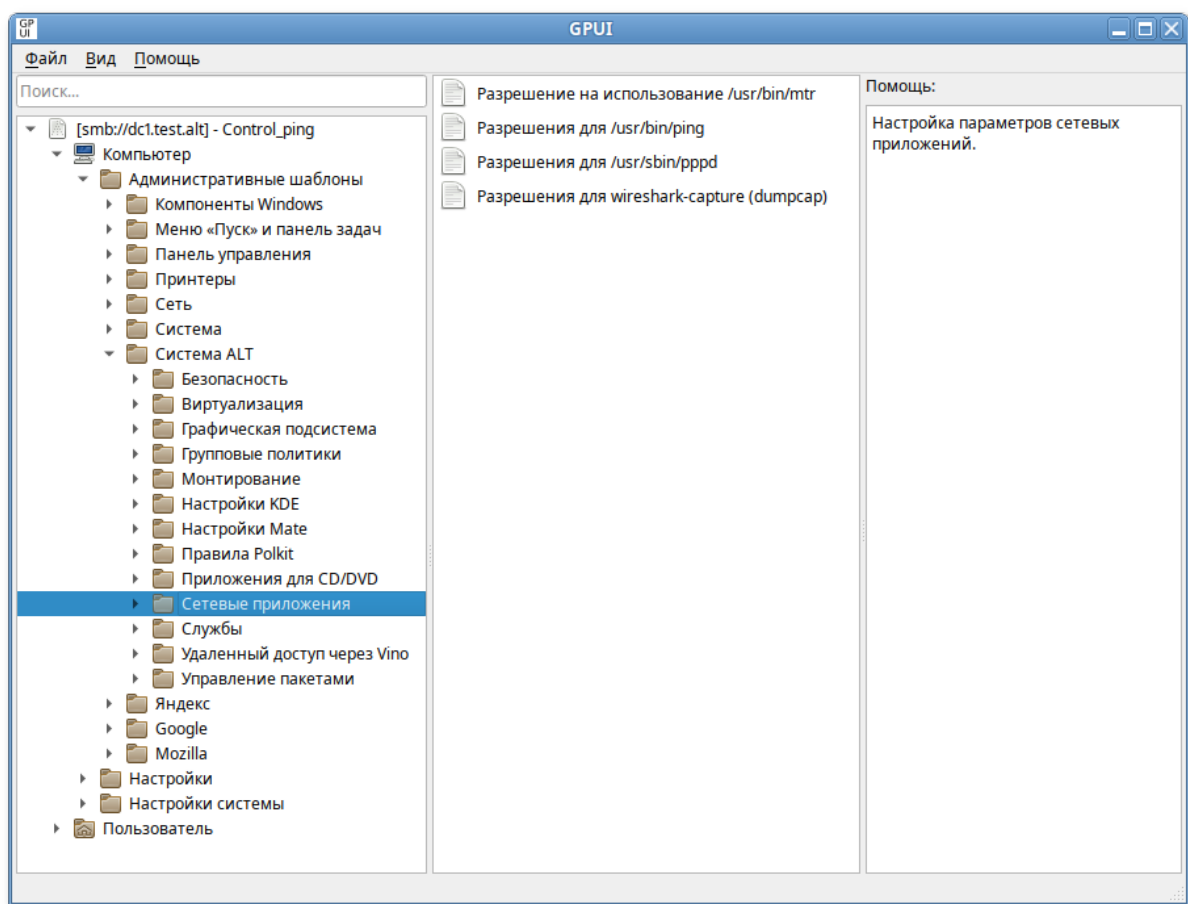 GP
UI
GPUI
Файл Вид Помощь
Поиск...
[smb://dc1.test.alt] - Control_ping
Компьютер
Административные шаблоны
Компоненты Windows
Меню «Пуск» и панель задач
Панель управления
Принтеры
Сеть
Система
Система ALT
Безопасность
Виртуализация
Графическая подсистема
Групповые политики
Монтирование
Настройки KDE
Настройки Mate
Правила Polkit
Приложения для CD/DVD
Сетевые приложения
Службы
Удаленный доступ через Vino
Управление пакетами
Яндекс
Google
Mozilla
Настройки
Настройки системы
Пользователь
Разрешение на использование /usr/bin/mtr
Разрешения для /usr/bin/ping
Разрешения для /usr/sbin/pppd
Разрешения для wireshark-capture (dumpcap)
Помощь:
Настройка параметров сетевых
приложений.